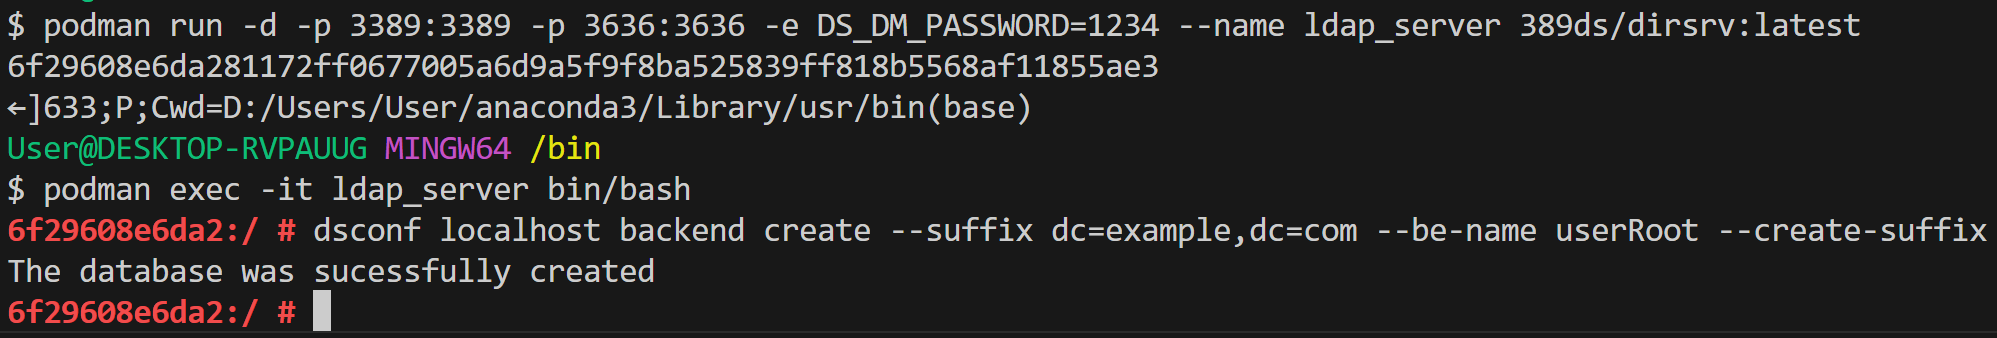 $ podman run -d -p 3389:3389 -p 3636:3636 -e DS_DM_PASSWORD=1234 --name ldap_server 389ds/dirsrv:latest
6f29608e6da281172ff0677005a6d9a5f9f8ba525839ff818b5568af11855ae3
←]633;P;Cwd=D:/Users/User/anaconda3/Library/usr/bin(base)
User@DESKTOP-RVPAUUG MINGW64 /bin
$ podman exec -it ldap_server bin/bash
6f29608e6da2:/ # dsconf localhost backend create --suffix dc=example,dc=com --be-name userRoot --create-suffix
The database was sucessfully created
6f29608e6da2:/ #